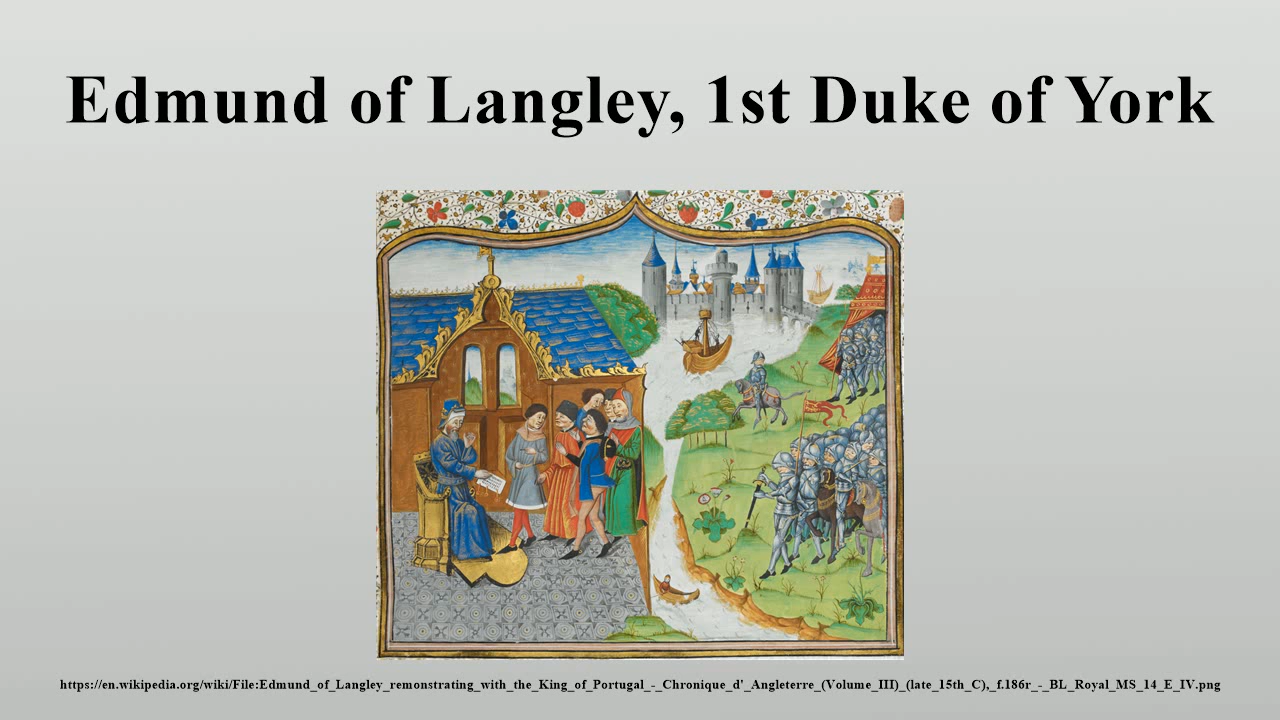 Edmund of Langley, 1st Duke of York
https://en.wikipedia.org/wiki/File:Edmund_of_Langley_remonstrating_with_the_King_of_Portugal_-_Chronique_d'_Angleterre_(Volume_III)_(late_15th_C),_f.186r_-_BL_Royal_MS_14_E_IV.png